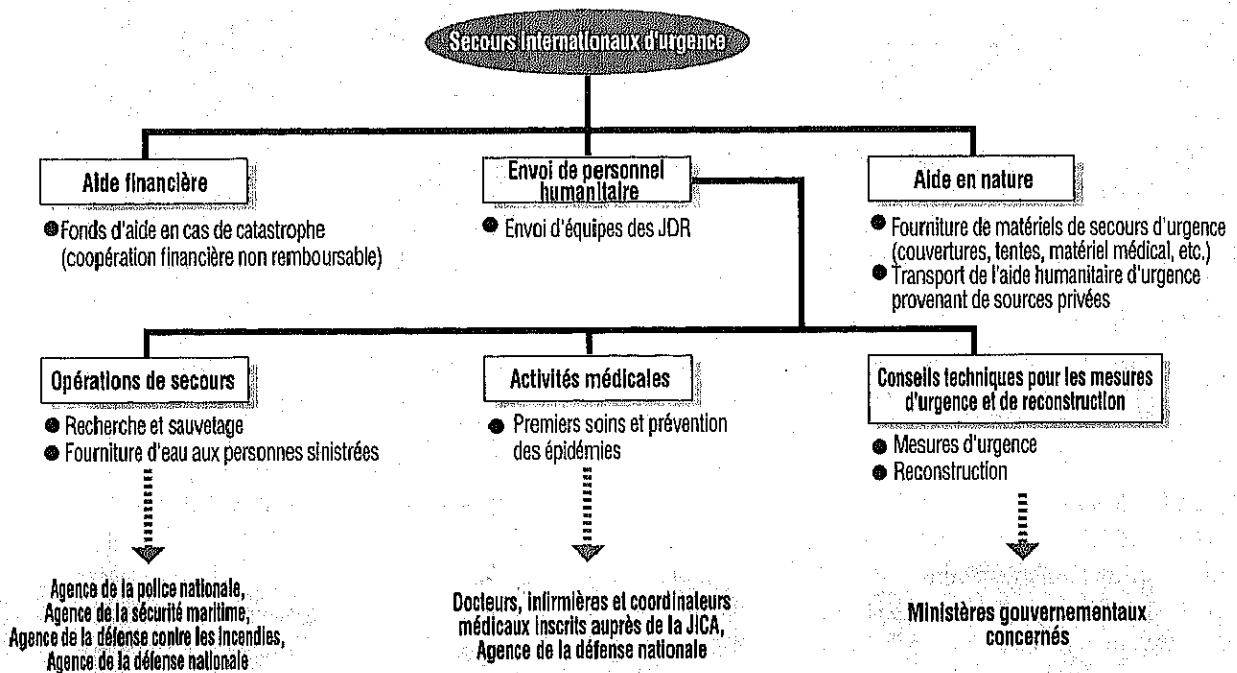 Secours Internationaux d'urgence
Aide financière
● Fonds d'aide en cas de catastrophe
(coopération financière non remboursable)
Envoi de personnel
humanitaire
● Envoi d'équipes des JDR
Aide en nature
● Fourniture de matériels de secours d'urgence
(couvertures, tentes, matériel médical, etc.)
● Transport de l'aide humanitaire d'urgence
provenant de sources privées
Opérations de secours
● Recherche et sauvetage
● Fourniture d'eau aux personnes sinistrées
Agence de la police nationale,
Agence de la sécurité maritime,
Agence de la défense contre les incendies,
Agence de la défense nationale
Activités médicales
● Premiers soins et prévention
des épidémies
Docteurs, infirmières et coordinateurs
médicaux inscrits auprès de la JICA,
Agence de la défense nationale
Conseils techniques pour les mesures
d'urgence et de reconstruction
● Mesures d'urgence
● Reconstruction
Ministères gouvernementaux
concernés